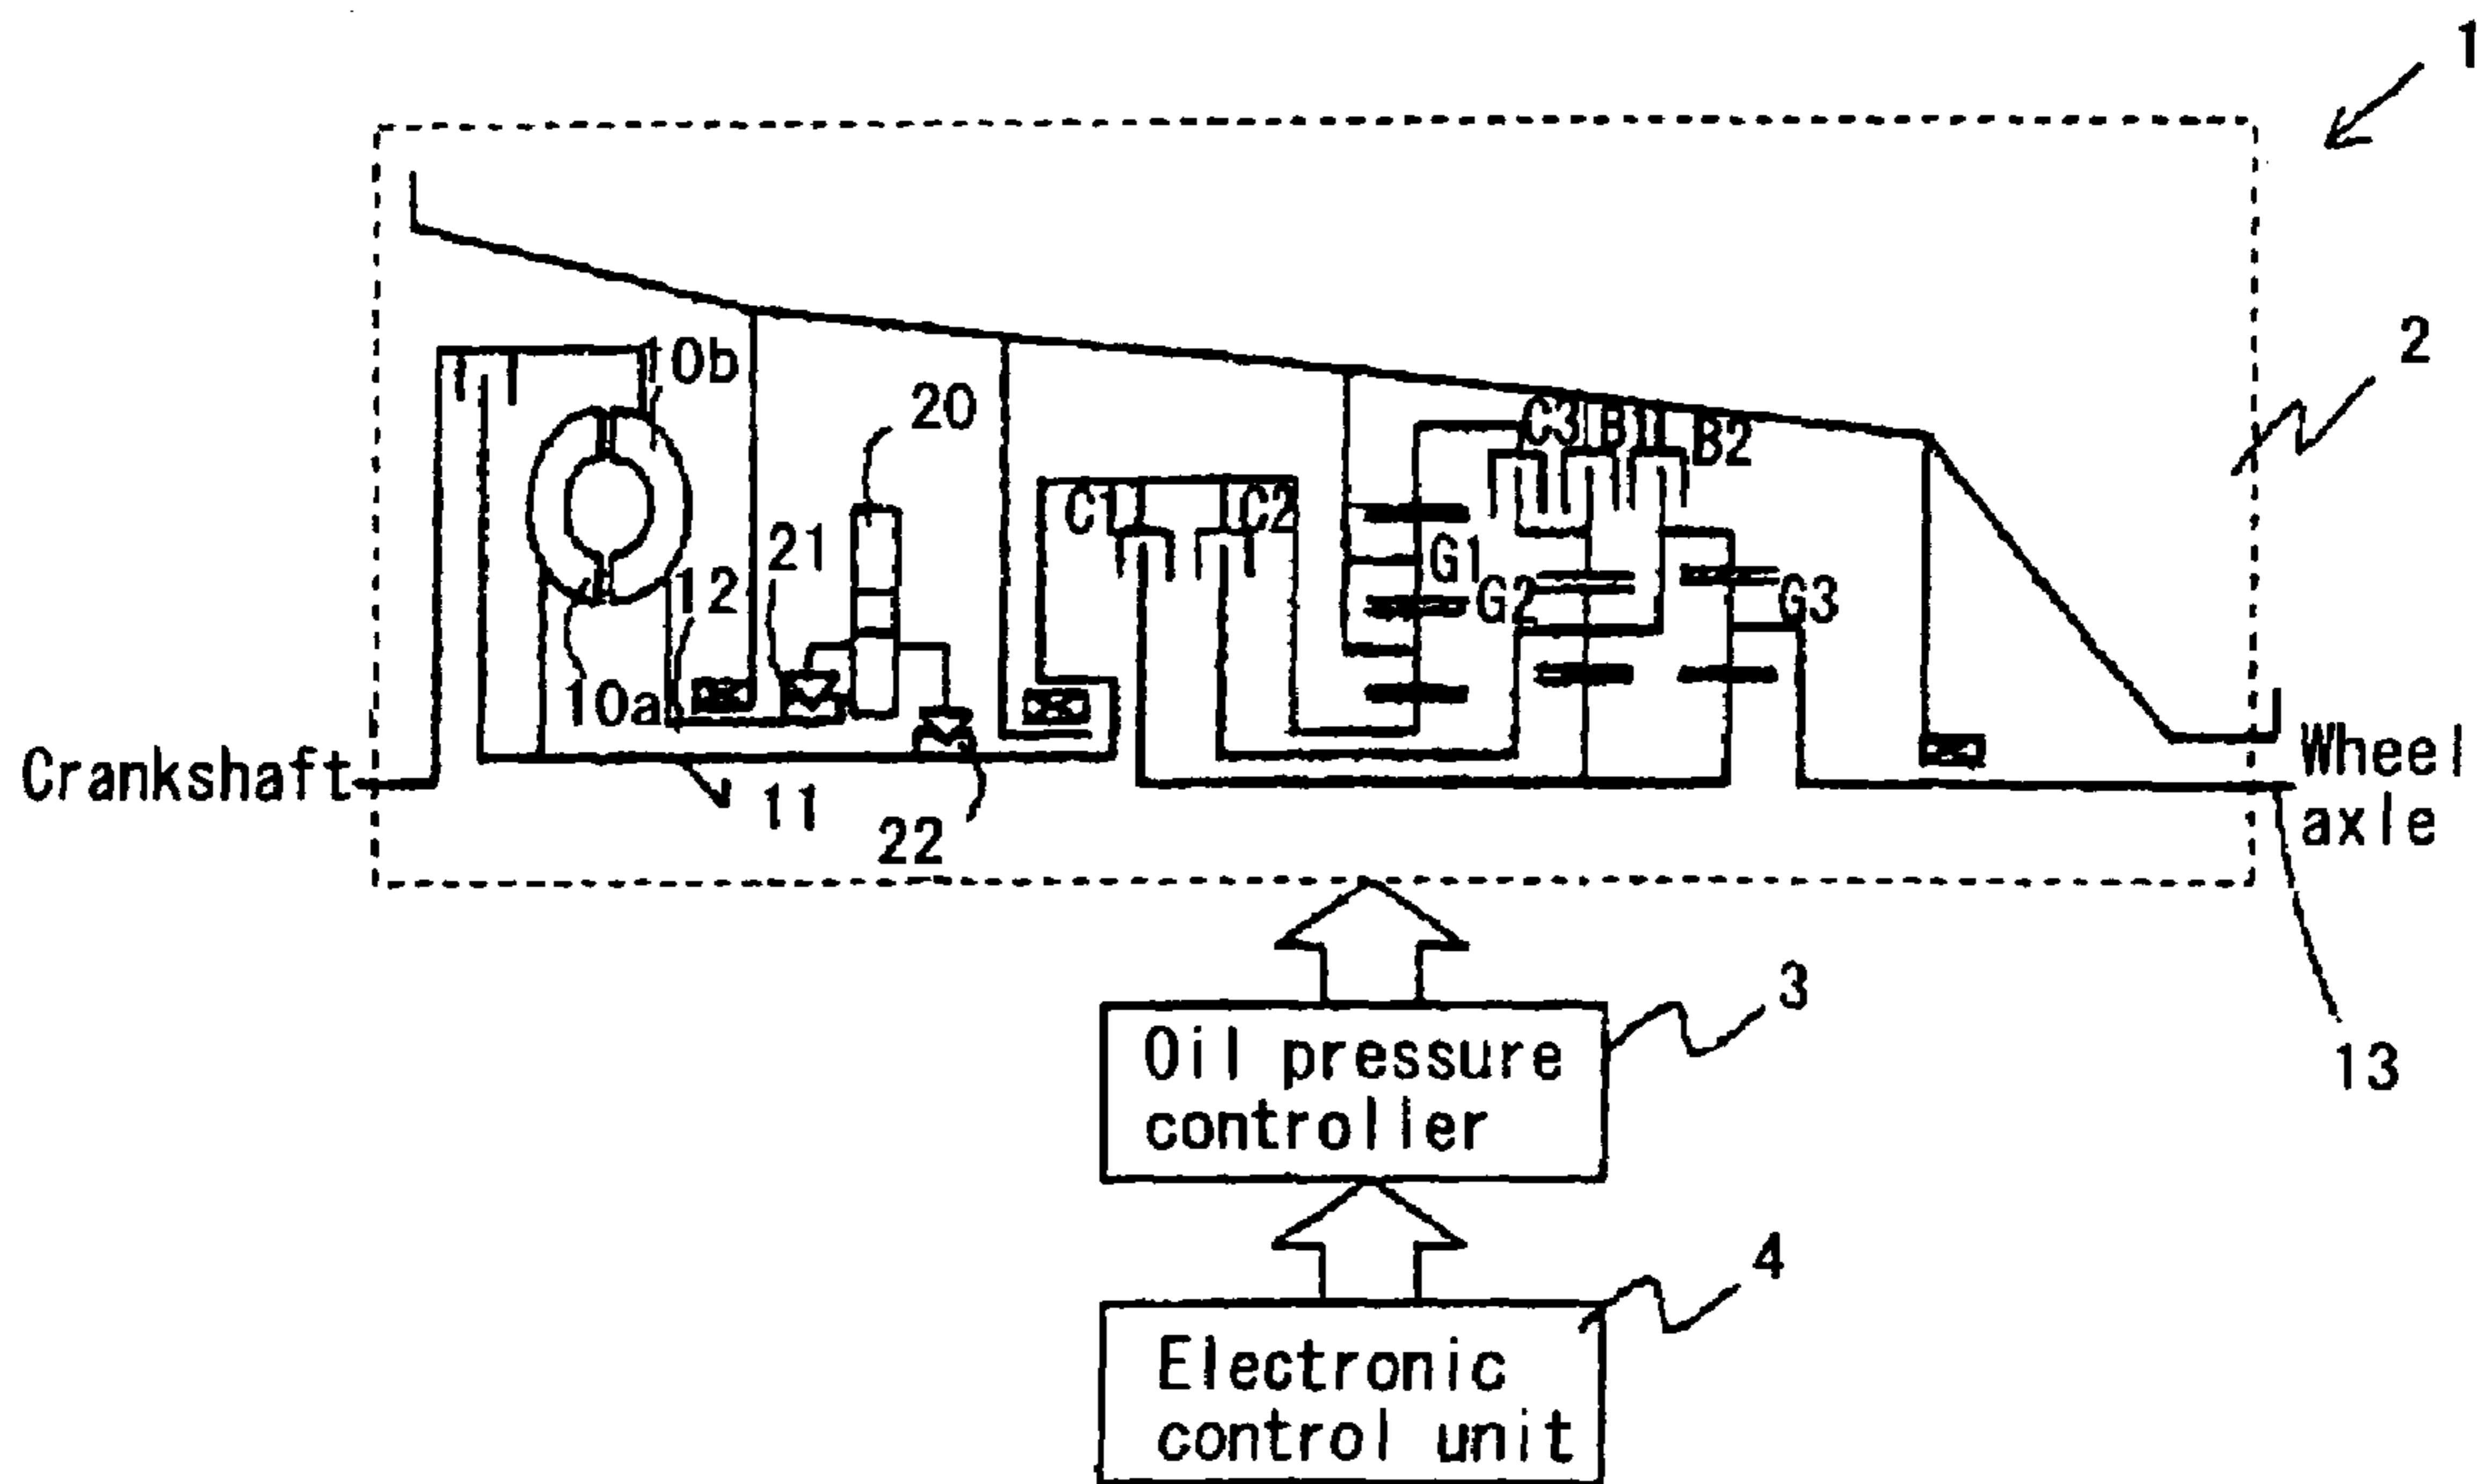 1
2
10b
20
C3
B1
B2
C1
C2
21
G1
12
G2
G3
10a
Crankshaft
Wheel
axle
11
22
3
Oil pressure
controller
13
4
Electronic
control unit